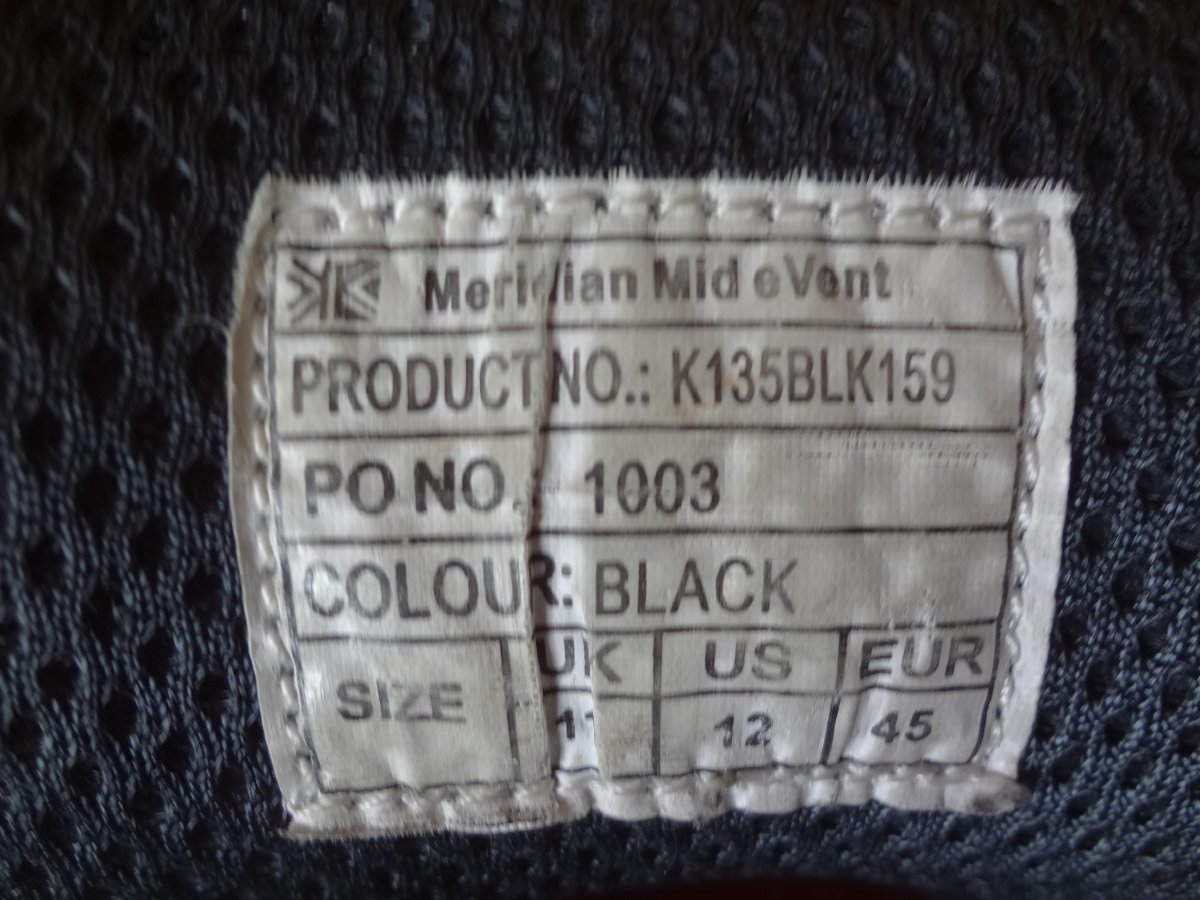 Meridian Mid eVent
PRODUCT NO.: K135BLK159
PO NO.: 1003
COLOUR: BLACK
SIZE UK US EUR
11 12 45